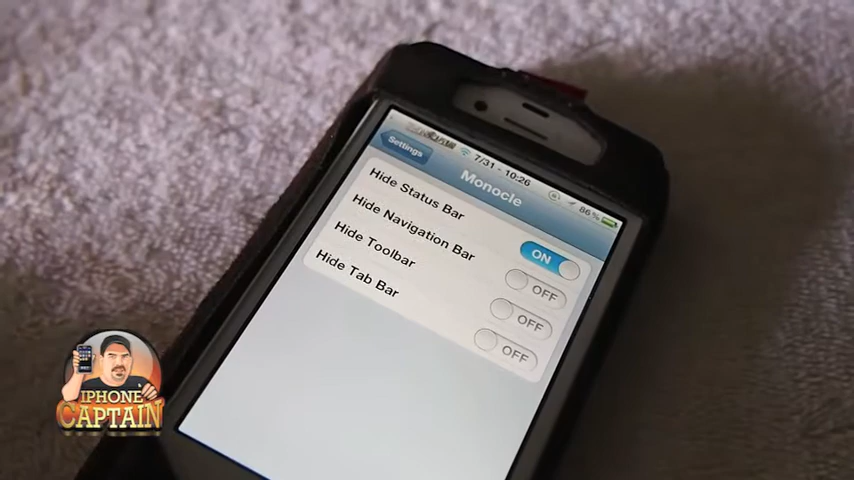 7/31 - 10:26
86%
Settings
Monocle
Hide Status Bar
ON
Hide Navigation Bar
OFF
Hide Toolbar
OFF
Hide Tab Bar
OFF
IPHONE
CAPTAIN